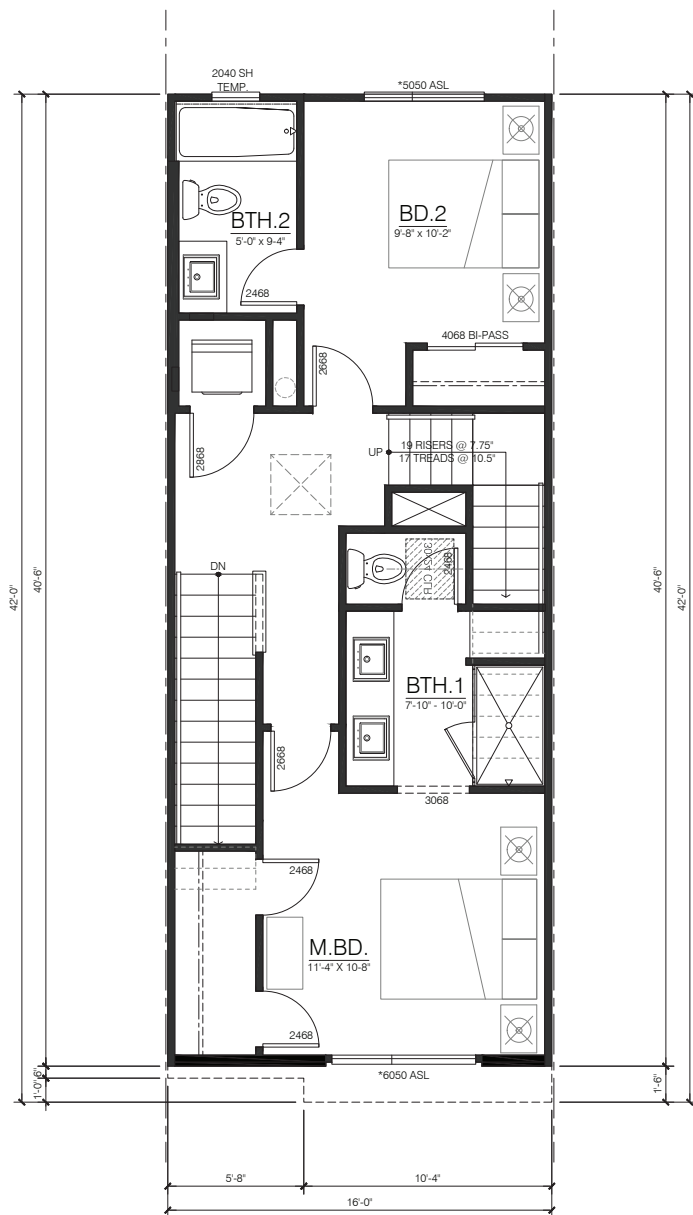 2040 SH
TEMP.
*5050 ASL
BTH.2
5'-0" x 9'-4"
BD.2
9'-8" x 10'-2"
2468
4068 BI-PASS
2668
2868
UP
19 RISERS @ 7.75"
17 TREADS @ 10.5"
30x24 CLR
2468
DN
42'-0"
40'-6"
40'-6"
42'-0"
BTH.1
7'-10" - 10'-0"
2668
3068
2468
M.BD.
11'-4" X 10-8"
2468
*6050 ASL
6"
1'-0"
1'-6"
5'-8"
10'-4"
16'-0"